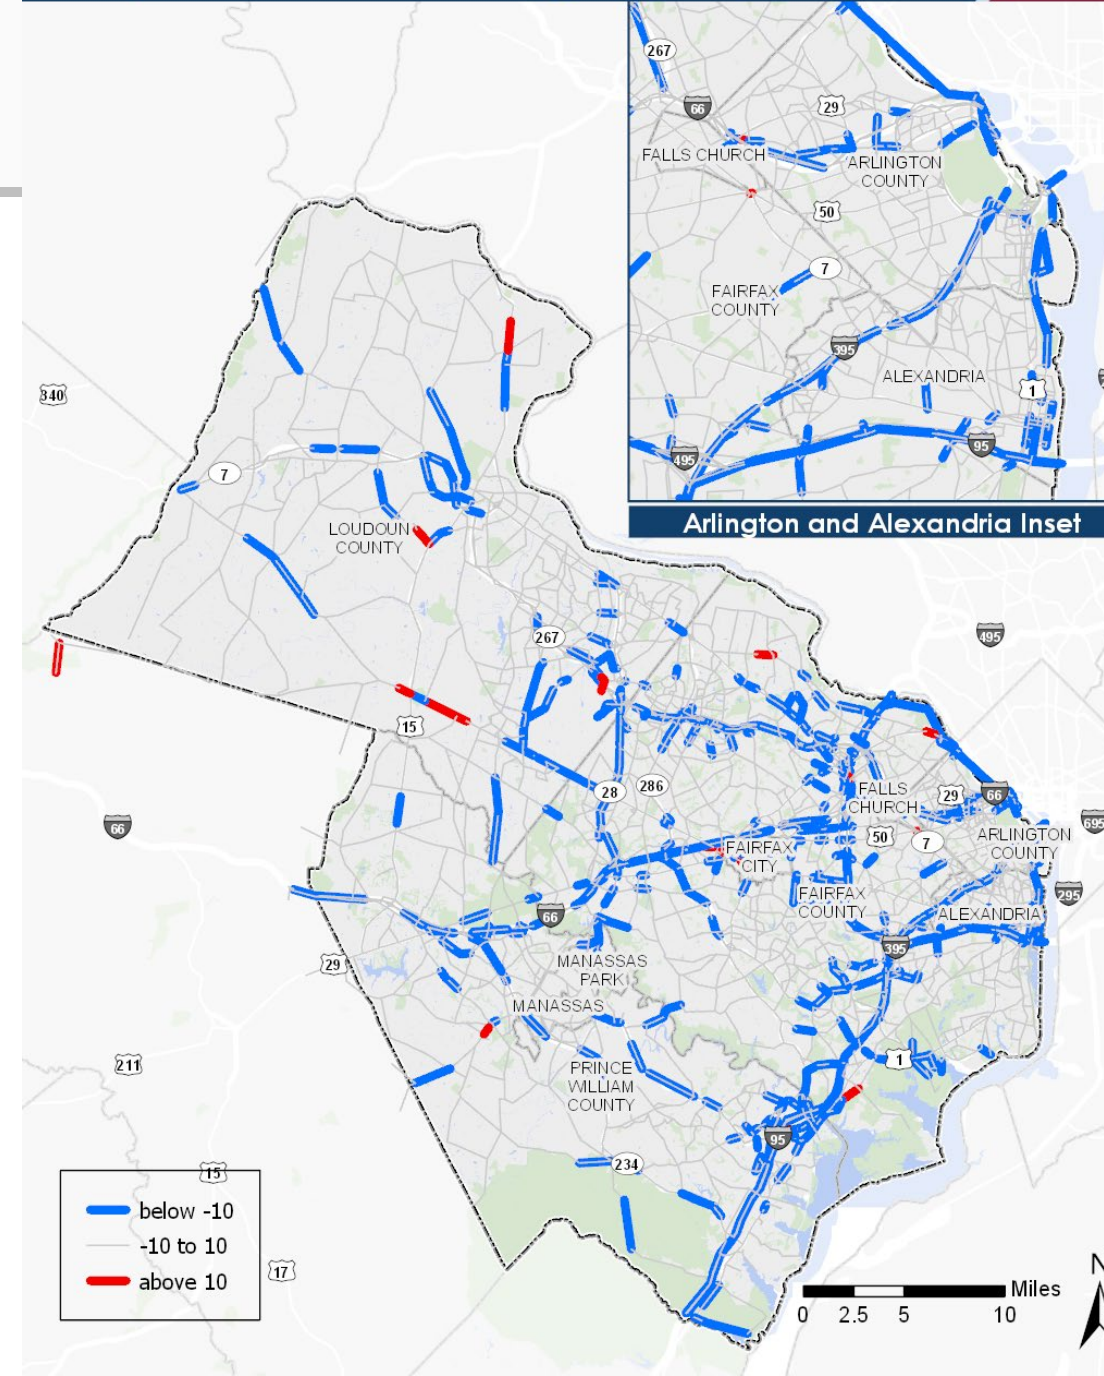 267
66
29
FALLS CHURCH
ARLINGTON
COUNTY
50
7
FAIRFAX
COUNTY
395
ALEXANDRIA
1
495
95
Arlington and Alexandria Inset
340
7
LOUDOUN
COUNTY
267
495
15
28
286
66
FALLS
CHURCH
29
66
695
50
7
ARLINGTON
COUNTY
FAIRFAX
CITY
295
FAIRFAX
COUNTY
ALEXANDRIA
66
395
29
MANASSAS
PARK
MANASSAS
211
1
PRINCE
WILLIAM
COUNTY
95
234
15
below -10
-10 to 10
above 10
17
N
Miles
0 2.5 5 10